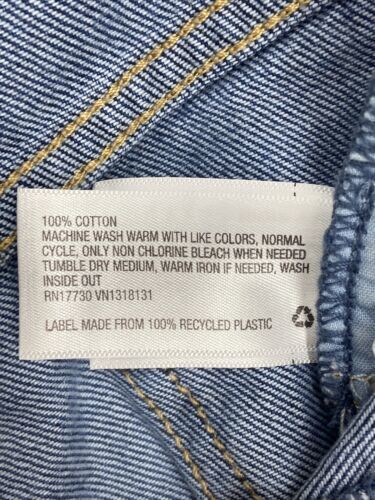 100% COTTON
MACHINE WASH WARM WITH LIKE COLORS, NORMAL
CYCLE, ONLY NON CHLORINE BLEACH WHEN NEEDED
TUMBLE DRY MEDIUM, WARM IRON IF NEEDED, WASH
INSIDE OUT
RN17730 VN1318131
LABEL MADE FROM 100% RECYCLED PLASTIC